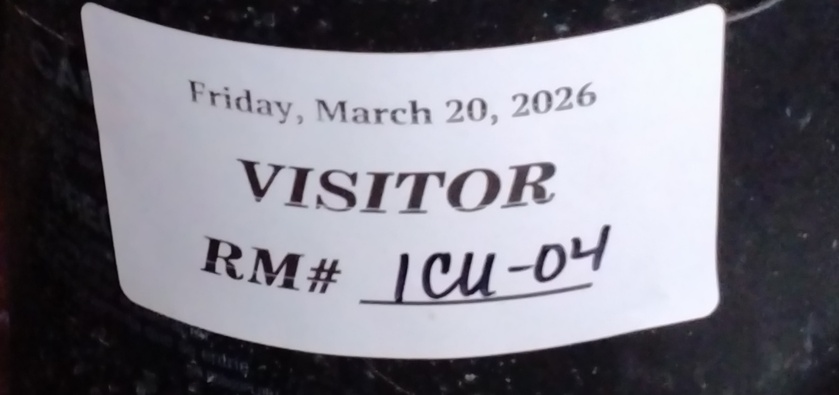 Friday, March 20, 2026
VISITOR
RM# ICU-04